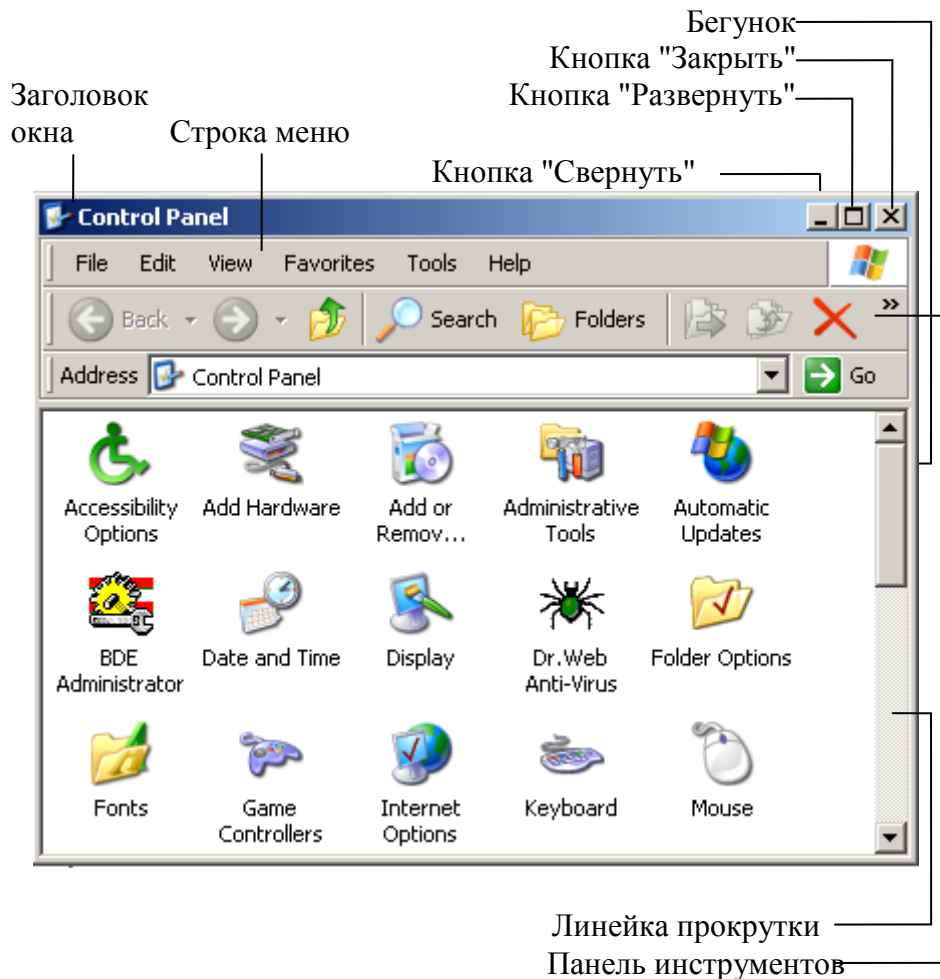 Бегунок
Кнопка "Закрыть"
Заголовок
окна
Кнопка "Развернуть"
Строка меню
Кнопка "Свернуть"
Control Panel
File Edit View Favorites Tools Help
Back Search Folders »
Address Control Panel Go
Accessibility Options
Add Hardware
Add or Remov...
Administrative Tools
Automatic Updates
BDE Administrator
Date and Time
Display
Dr.Web Anti-Virus
Folder Options
Fonts
Game Controllers
Internet Options
Keyboard
Mouse
Линейка прокрутки
Панель инструментов